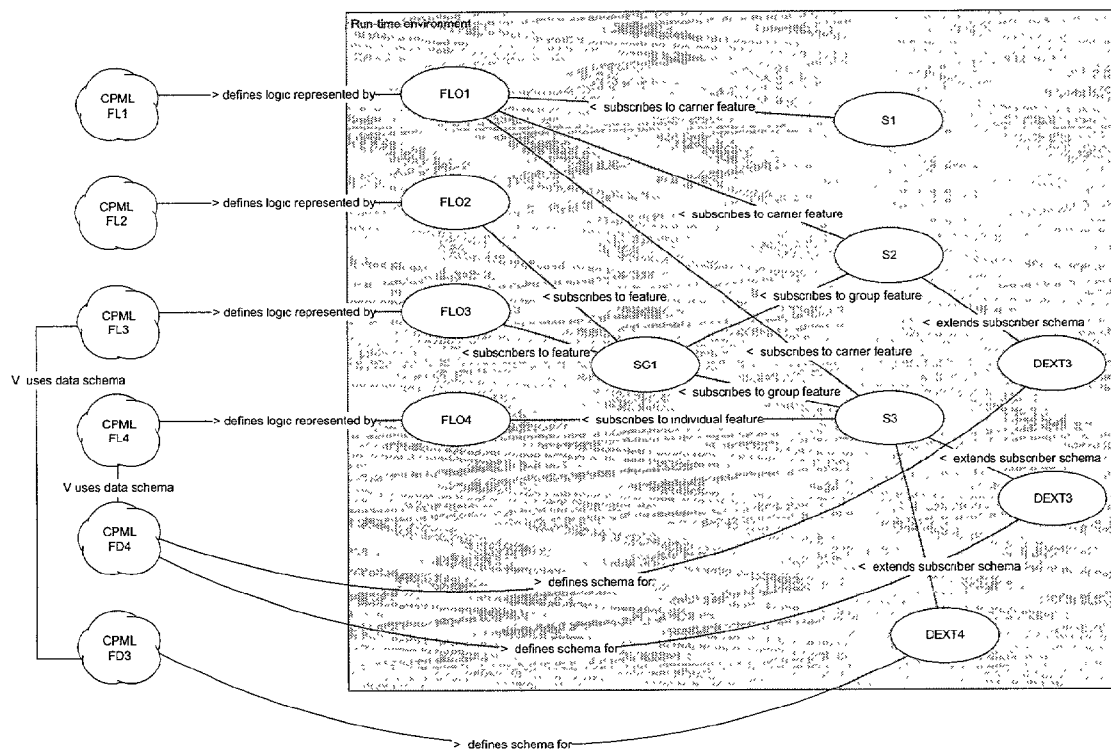 Run-time environment
CPML
FL1
> defines logic represented by
FLO1
< subscribes to carrier feature
S1
CPML
FL2
> defines logic represented by
FLO2
< subscribes to carrier feature
S2
< subscribes to feature
< subscribes to group feature
CPML
FL3
> defines logic represented by
FLO3
< extends subscriber schema
< subscribers to feature
< subscribes to carrier feature
SG1
DEXT3
V uses data schema
< subscribes to group feature
CPML
FL4
> defines logic represented by
FLO4
< subscribes to individual feature
S3
< extends subscriber schema
V uses data schema
DEXT3
CPML
FD4
< extends subscriber schema
> defines schema for
CPML
FD3
> defines schema for
DEXT4
> defines schema for